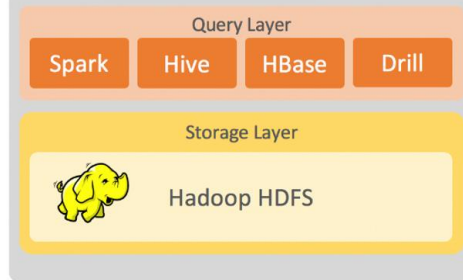 Query Layer
Spark Hive HBase Drill
Storage Layer
Hadoop HDFS